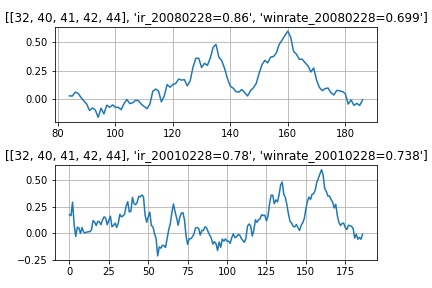 [[32, 40, 41, 42, 44], 'ir_20080228=0.86', 'winrate_20080228=0.699']
0.50
0.25
0.00
80 100 120 140 160 180
[[32, 40, 41, 42, 44], 'ir_20010228=0.78', 'winrate_20010228=0.738']
0.50
0.25
0.00
−0.25
0 25 50 75 100 125 150 175